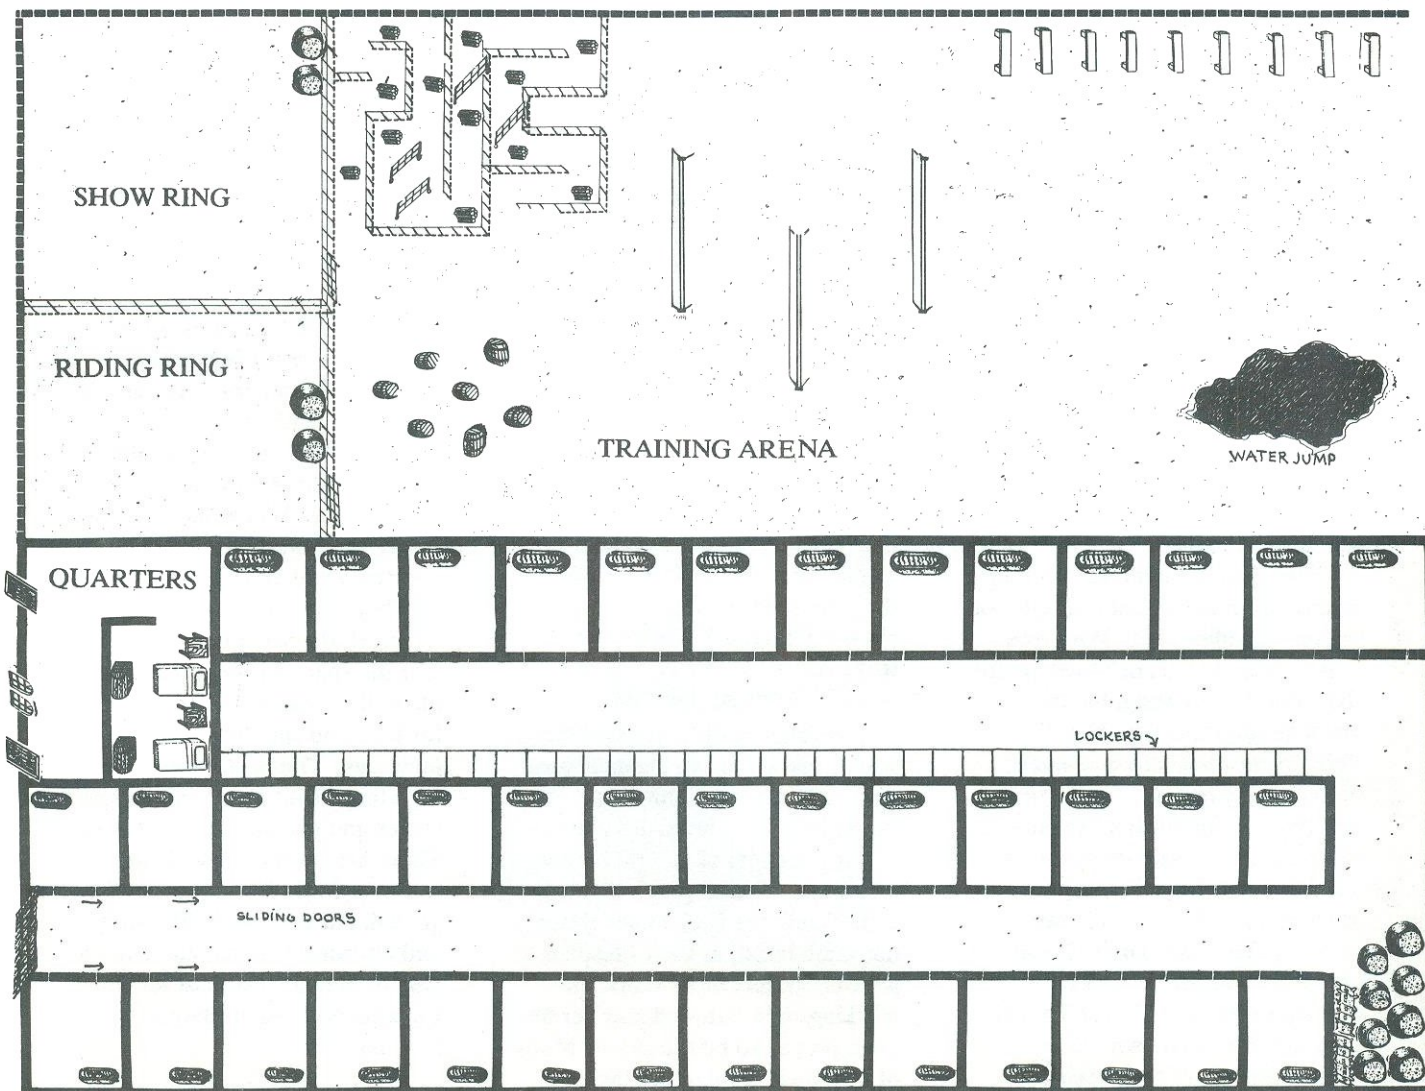 SHOW RING
RIDING RING
TRAINING ARENA
WATER JUMP
QUARTERS
LOCKERS
SLIDING DOORS